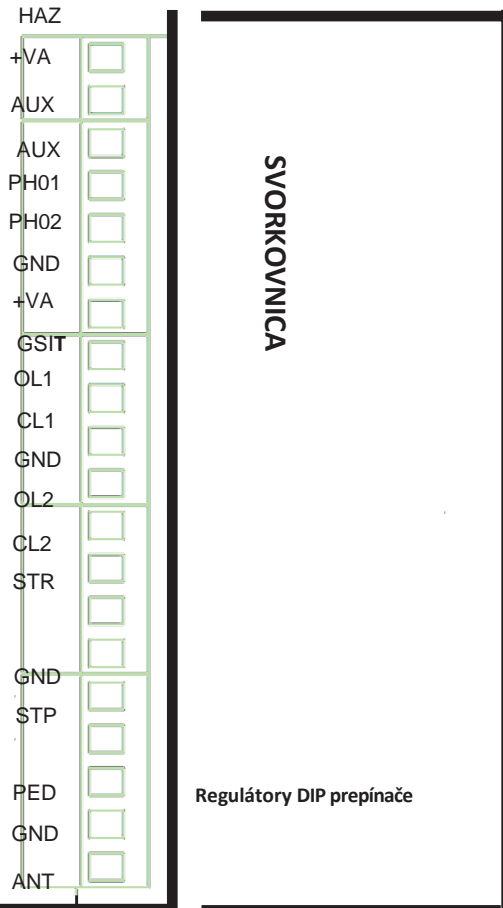 HAZ
+VA
AUX
AUX
PH01
PH02
GND
+VA
GSIT
OL1
CL1
GND
OL2
CL2
STR
GND
STP
PED
GND
ANT
SVORKOVNICA
Regulátory DIP prepínače